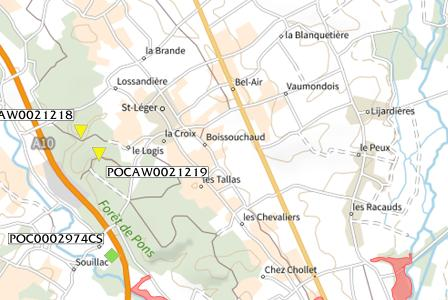 la Blanquetière
la Brande
Lossandière
Bel-Air
Vaumondois
St-Léger
Lijardières
AW0021218
A10
la Croix
Boissouchaud
le Logis
le Peux
POCAW0021219
les Tallas
Forêt de Pons
les Racauds
les Chevaliers
POC0002974CS
Souillac
Chez Chollet